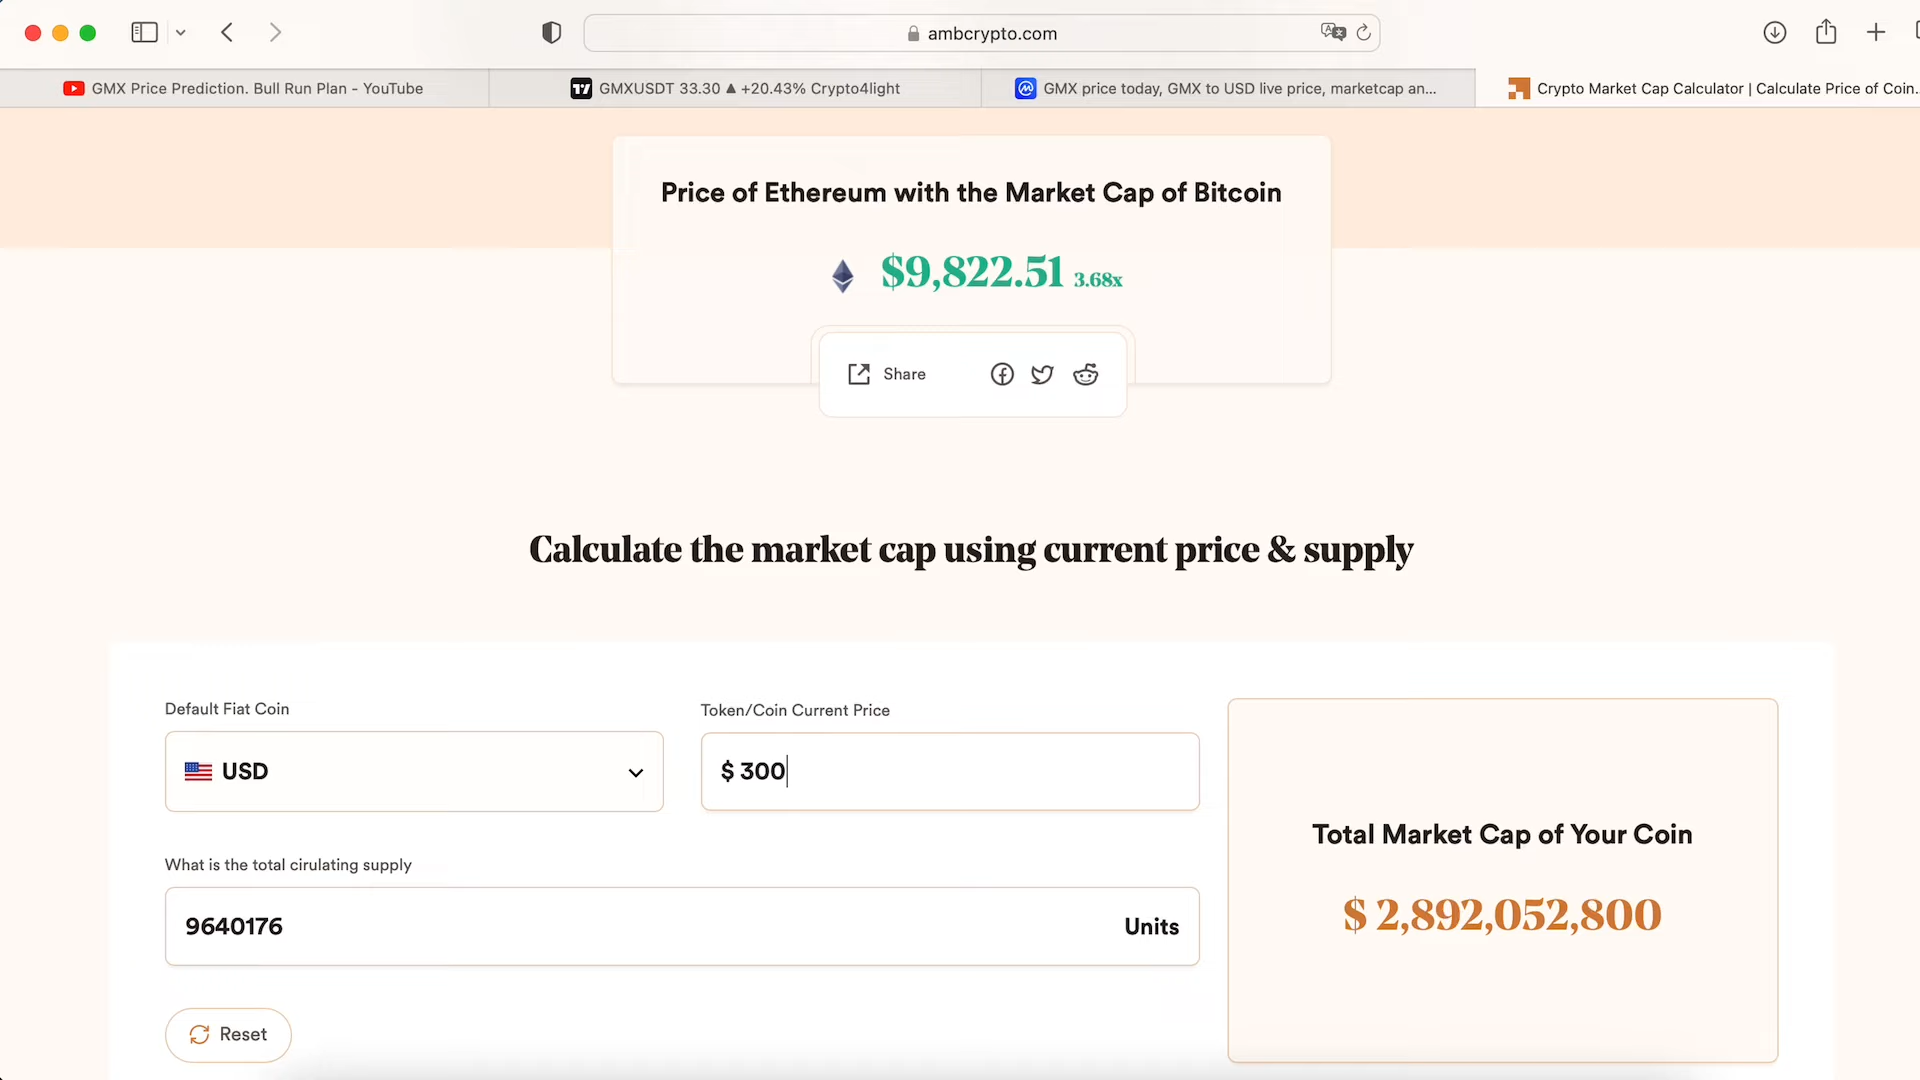 ambcrypto.com
GMX Price Prediction. Bull Run Plan - YouTube
GMXUSDT 33.30 ▲ +20.43% Crypto4light
GMX price today, GMX to USD live price, marketcap an...
Crypto Market Cap Calculator | Calculate Price of Coin...
Price of Ethereum with the Market Cap of Bitcoin
$9,822.51 3.68x
Share
Calculate the market cap using current price & supply
Default Fiat Coin
Token/Coin Current Price
USD
$ 300
Total Market Cap of Your Coin
$ 2,892,052,800
What is the total cirulating supply
9640176
Units
Reset